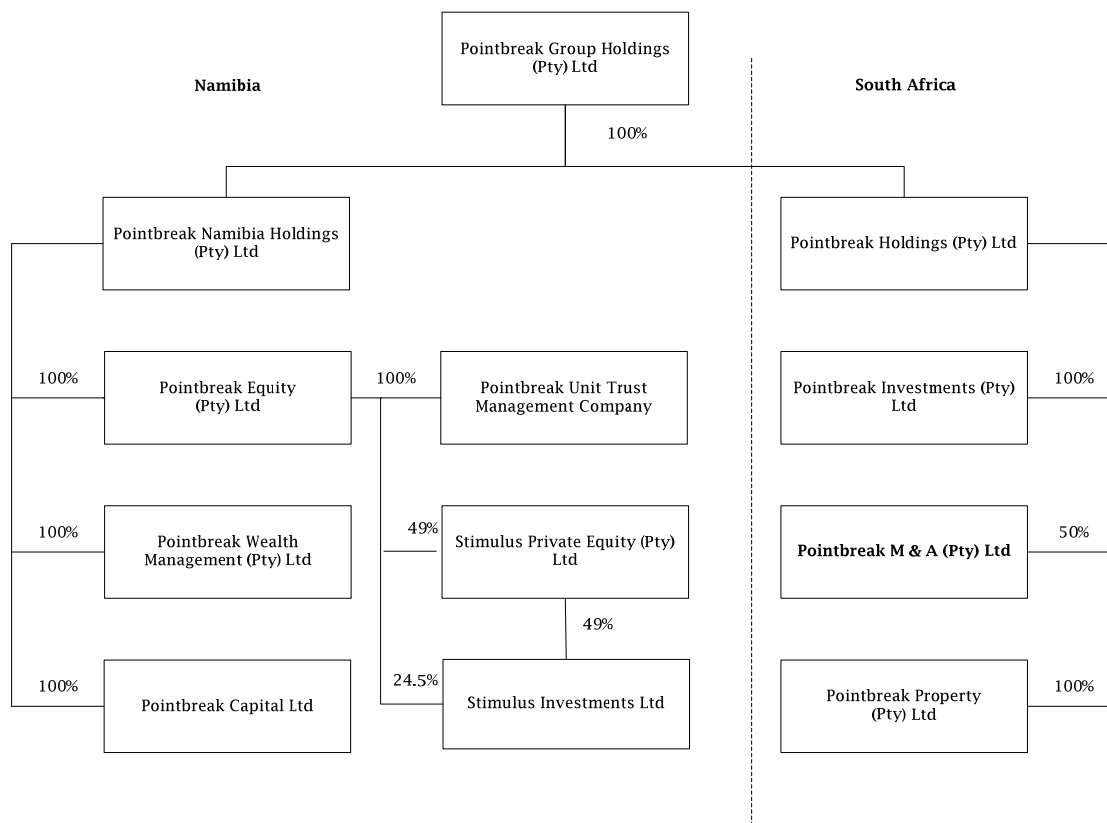 Pointbreak Group Holdings
(Pty) Ltd
Namibia
South Africa
100%
Pointbreak Namibia Holdings
(Pty) Ltd
Pointbreak Holdings (Pty) Ltd
100%
Pointbreak Equity
(Pty) Ltd
100%
Pointbreak Unit Trust
Management Company
Pointbreak Investments (Pty)
Ltd
100%
100%
Pointbreak Wealth
Management (Pty) Ltd
49%
Stimulus Private Equity (Pty)
Ltd
Pointbreak M & A (Pty) Ltd
50%
49%
100%
Pointbreak Capital Ltd
24.5%
Stimulus Investments Ltd
Pointbreak Property
(Pty) Ltd
100%